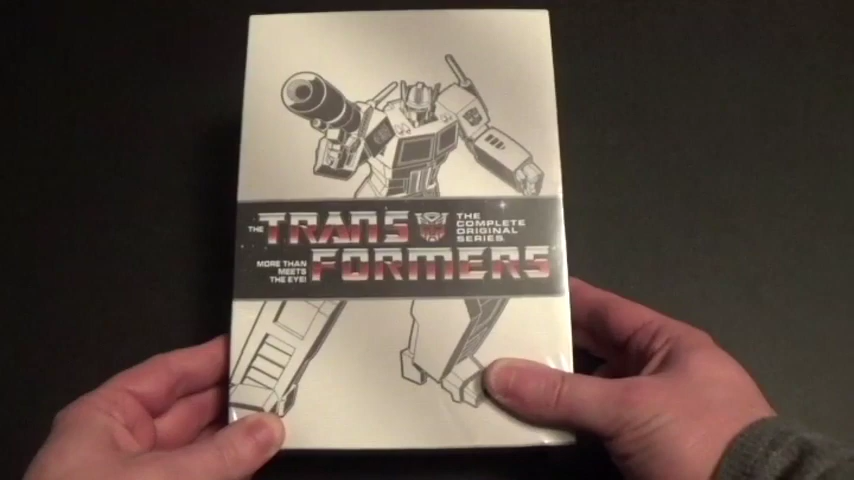 THE TRANS
FORMERS
MORE THAN
MEETS
THE EYE!
THE
COMPLETE
ORIGINAL
SERIES